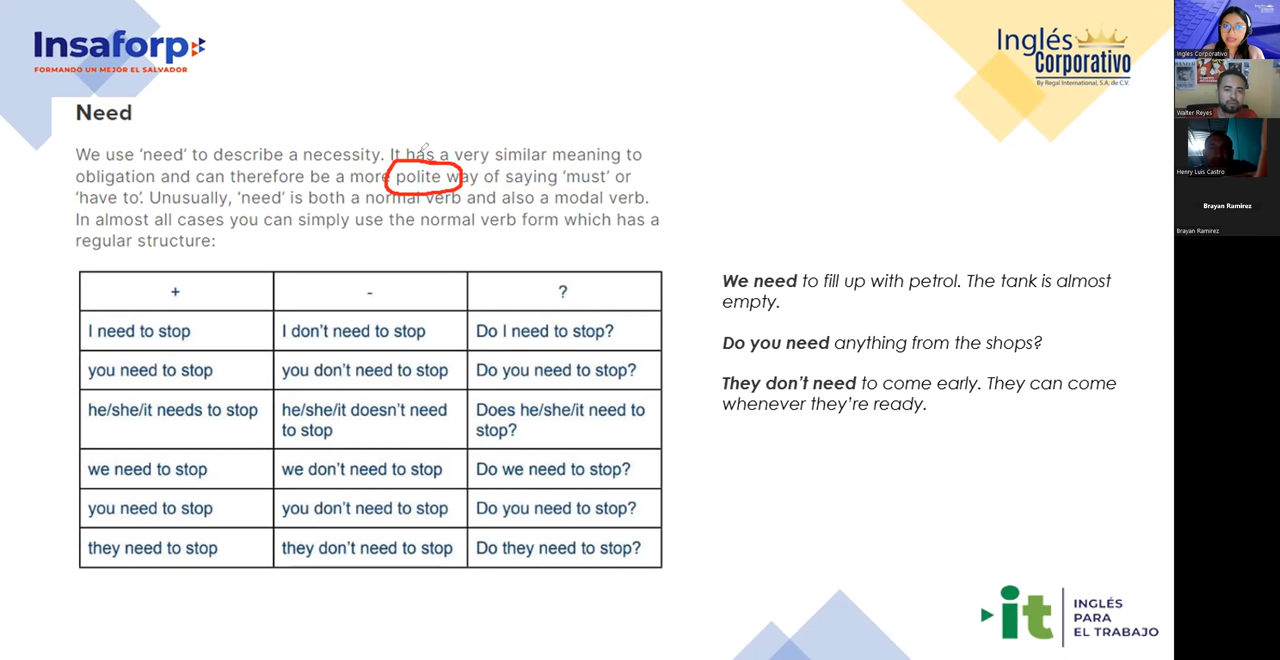 Insaforp
FORMANDO UN MEJOR EL SALVADOR
Inglés
Corporativo
By Regal International, S.A. de C.V.
Need
We use ‘need’ to describe a necessity. It has a very similar meaning to
obligation and can therefore be a more polite way of saying ‘must’ or
‘have to’. Unusually, ‘need’ is both a normal verb and also a modal verb.
In almost all cases you can simply use the normal verb form which has a
regular structure:
+ - ?
I need to stop I don’t need to stop Do I need to stop?
you need to stop you don’t need to stop Do you need to stop?
he/she/it needs to stop he/she/it doesn’t need Does he/she/it need to
to stop stop?
we need to stop we don’t need to stop Do we need to stop?
you need to stop you don’t need to stop Do you need to stop?
they need to stop they don’t need to stop Do they need to stop?
We need to fill up with petrol. The tank is almost
empty.
Do you need anything from the shops?
They don’t need to come early. They can come
whenever they’re ready.
it
INGLÉS
PARA
EL TRABAJO
Ingles Corporativo
Walter Reyes
Henry Luis Castro
Brayan Ramirez
Brayan Ramirez